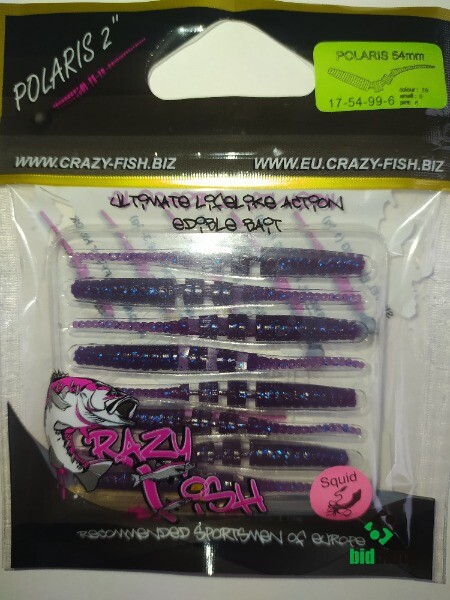 POLARIS 2"
POLARIS 54mm
17-54-99-6
WWW.CRAZY-FISH.BIZ
WWW.EU.CRAZY-FISH.BIZ
ULTIMATE LIFELIKE ACTION
EDIBLE BAIT
CRAZY
FISH
Squid
RECOMMENDED SPORTSMEN OF EUROPE